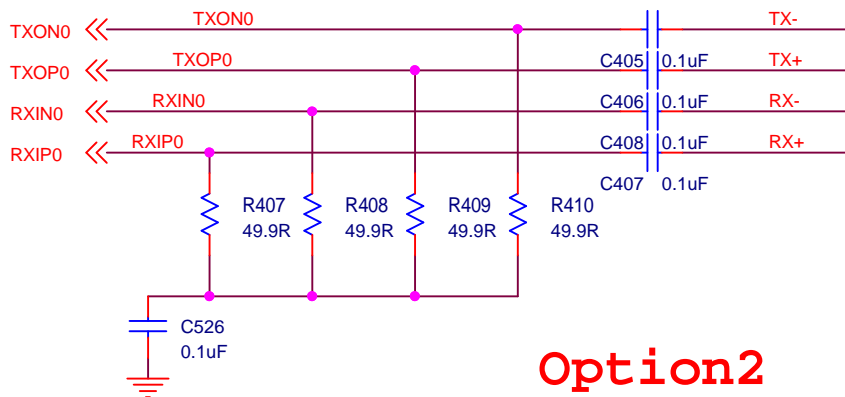 TXON0 TXON0 TX-
TXOP0 TXOP0 C405 0.1uF TX+
RXIN0 RXIN0 C406 0.1uF RX-
RXIP0 RXIP0 C408 0.1uF RX+
C407 0.1uF
R407 R408 R409 R410
49.9R 49.9R 49.9R 49.9R
C526
0.1uF
Option2